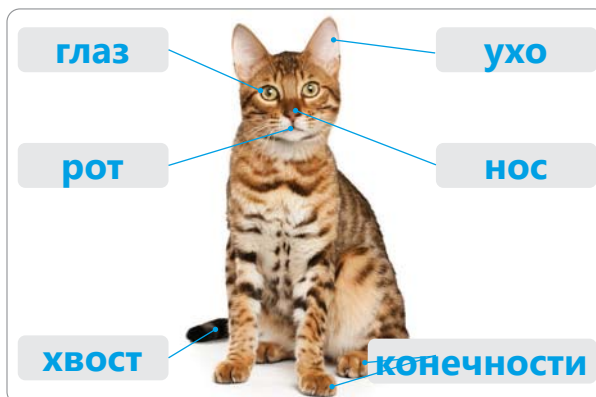 глаз
ухо
рот
нос
хвост
конечности